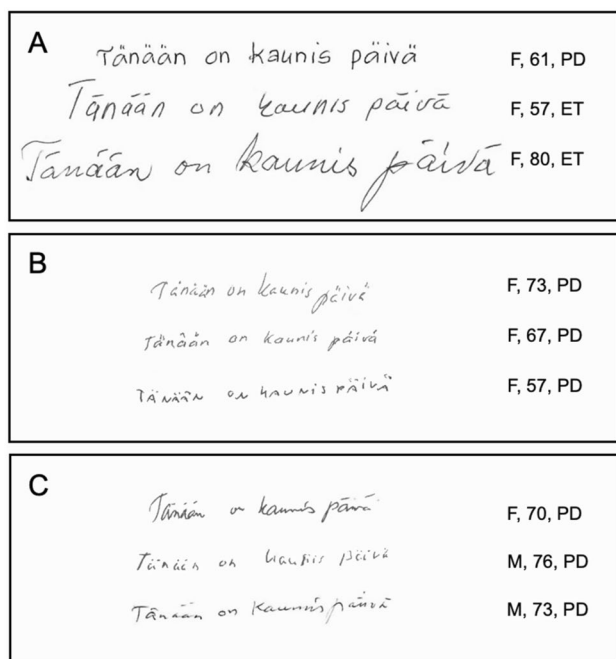 A
Tänään on kaunis päivä F, 61, PD
Tänään on kaunis päivä F, 57, ET
Tänään on kaunis päivä F, 80, ET
B
Tänään on kaunis päivä F, 73, PD
Tänään on kaunis päivä F, 67, PD
TÄNÄÄN ON KAUNIS PÄIVÄ F, 57, PD
C
Tänään on kaunis päivä F, 70, PD
Tänään on kaunis päivä M, 76, PD
Tänään on kaunis päivä M, 73, PD